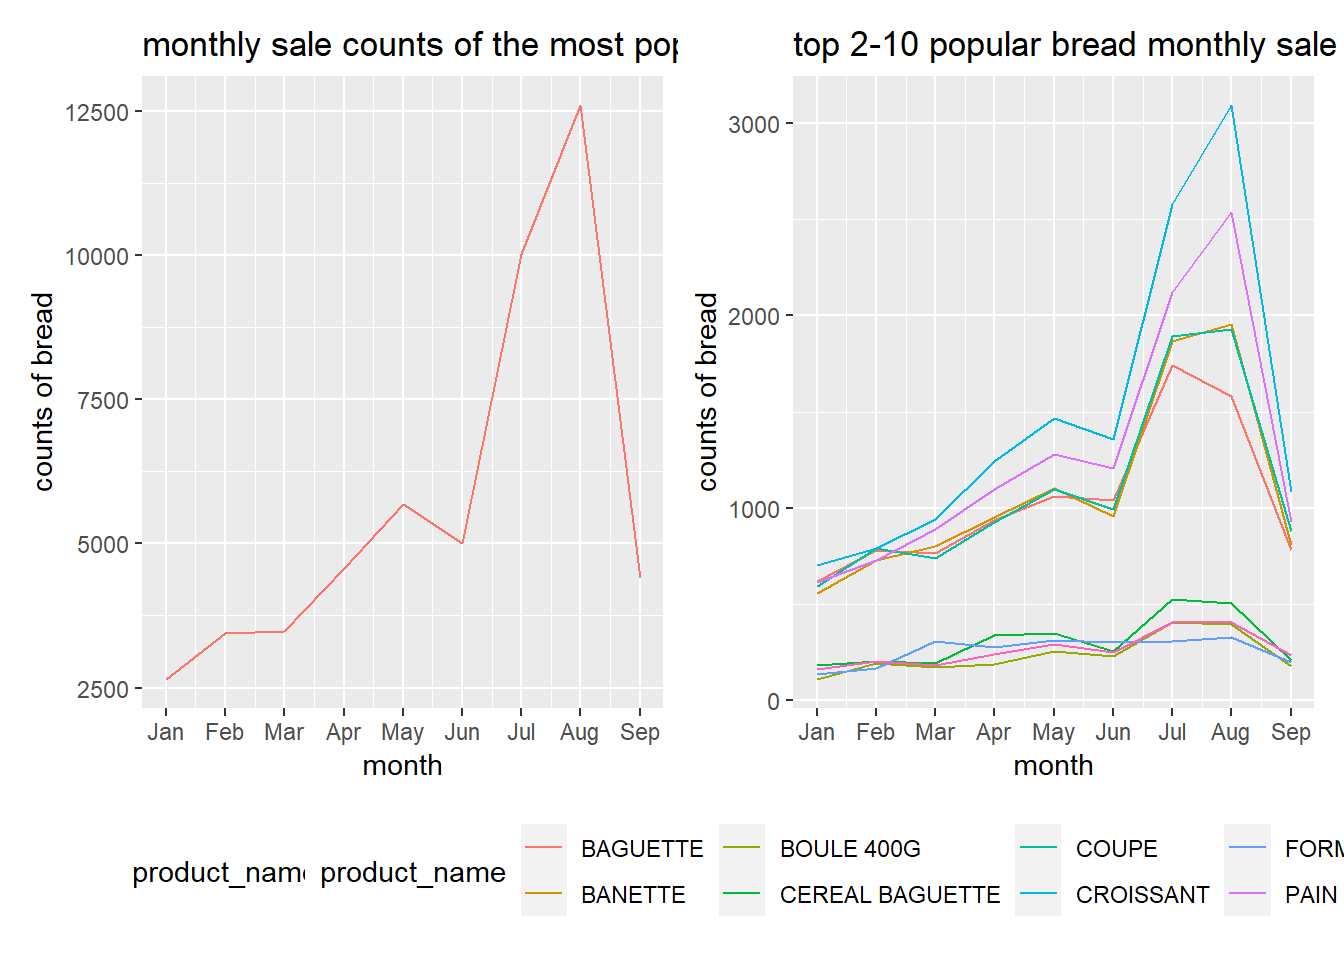 monthly sale counts of the most pop
top 2-10 popular bread monthly sale
counts of bread
12500
10000
7500
5000
2500
Jan Feb Mar Apr May Jun Jul Aug Sep
month
counts of bread
3000
2000
1000
0
Jan Feb Mar Apr May Jun Jul Aug Sep
month
product_name product_name
BAGUETTE BOULE 400G COUPE FORM
BANETTE CEREAL BAGUETTE CROISSANT PAIN